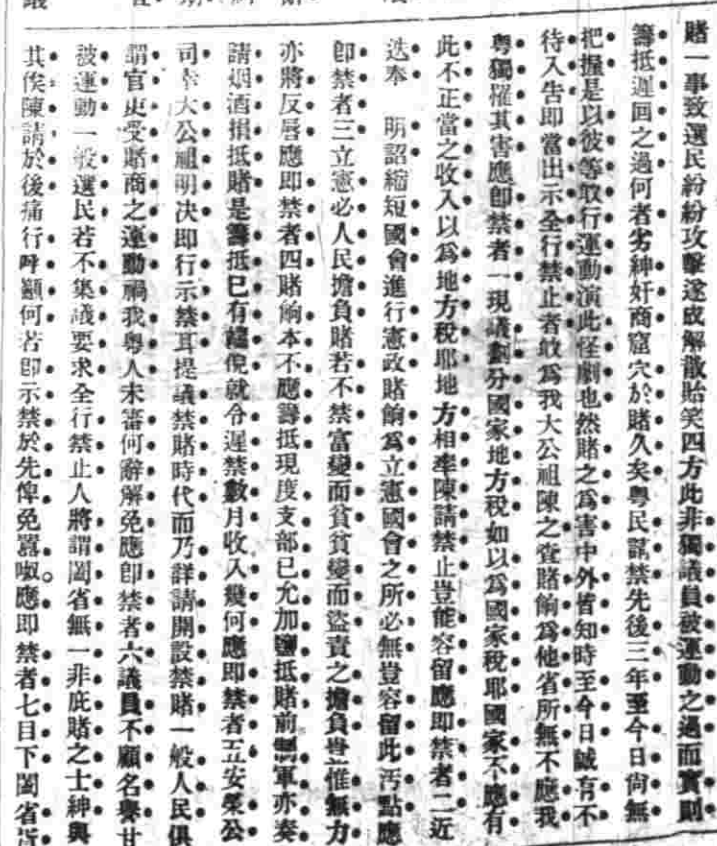 賭一事致選民紛紛攻擊遂成解散貽笑四方此非獨議員被運動之過而實則
籌抵遲回之過何者劣紳奸商窟穴於賭久矣粵民謀禁先後三年至今日尙無
把握是以彼等敢行運動演此怪劇也然賭之爲害中外皆知時至今日誠有不
待入告即當出示全行禁止者敢爲我大公祖陳之查賭餉爲他省所無不應我
粵獨罹其害應卽禁者一現議劃分國家地方稅如以爲國家稅耶國家不應有
此不正當之收入以爲地方稅耶地方相率陳請禁止豈能容留應即禁者二近
迭奉 明詔縮短國會進行憲政賭餉爲立憲國會之所必無豈容留此汚點應
卽禁者三立憲必人民擔負賭若不禁富變而貧貧變而盜責之擔負豈惟無力
亦將反唇應即禁者四賭餉本不應籌抵現度支部已允加鹽抵賭前制軍亦奏
請烟酒損抵賭是籌抵已有端倪就令遲禁數月收入幾何應即禁者五安榮公
司幸大公祖明决即行示禁耳提議禁賭時代而乃詳請開設禁賭一般人民俱
謂官吏受賭商之運動禍我粵人未審何辭解免應卽禁者六議員不顧名譽甘
被運動一般選民若不集議要求全行禁止人將謂闔省無一非庇賭之士紳與
其俟陳請於後痛行呼籲何若卽示禁於先俾免囂呶。應即禁者七目下闔省皆